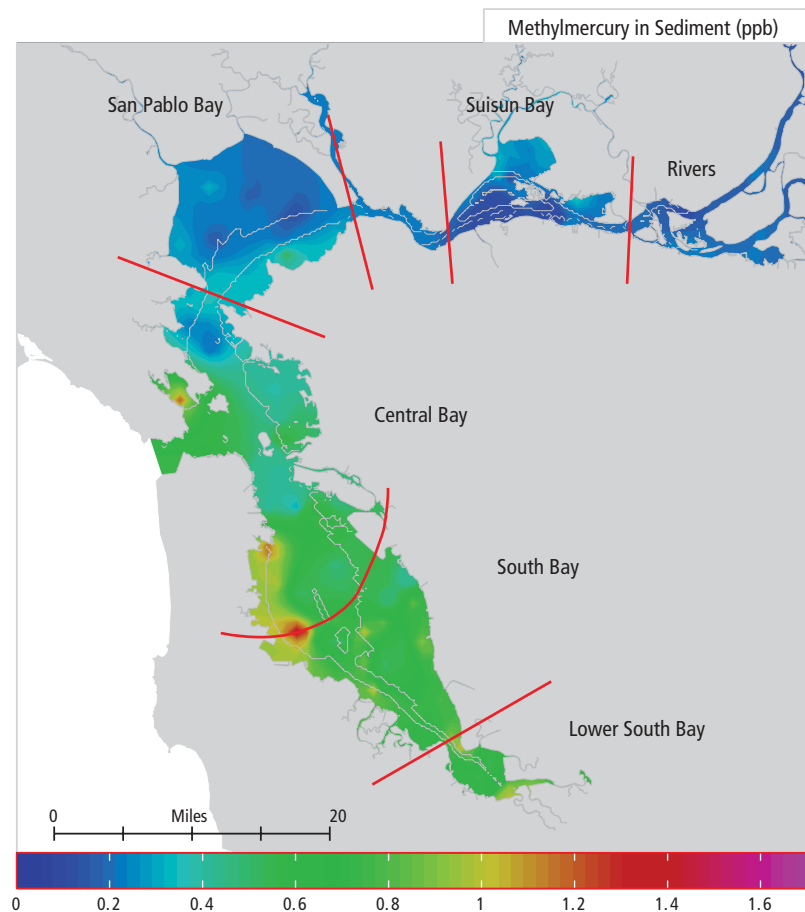 Methylmercury in Sediment (ppb)
San Pablo Bay
Suisun Bay
Rivers
Central Bay
South Bay
Lower South Bay
0 Miles 20
0 0.2 0.4 0.6 0.8 1 1.2 1.4 1.6